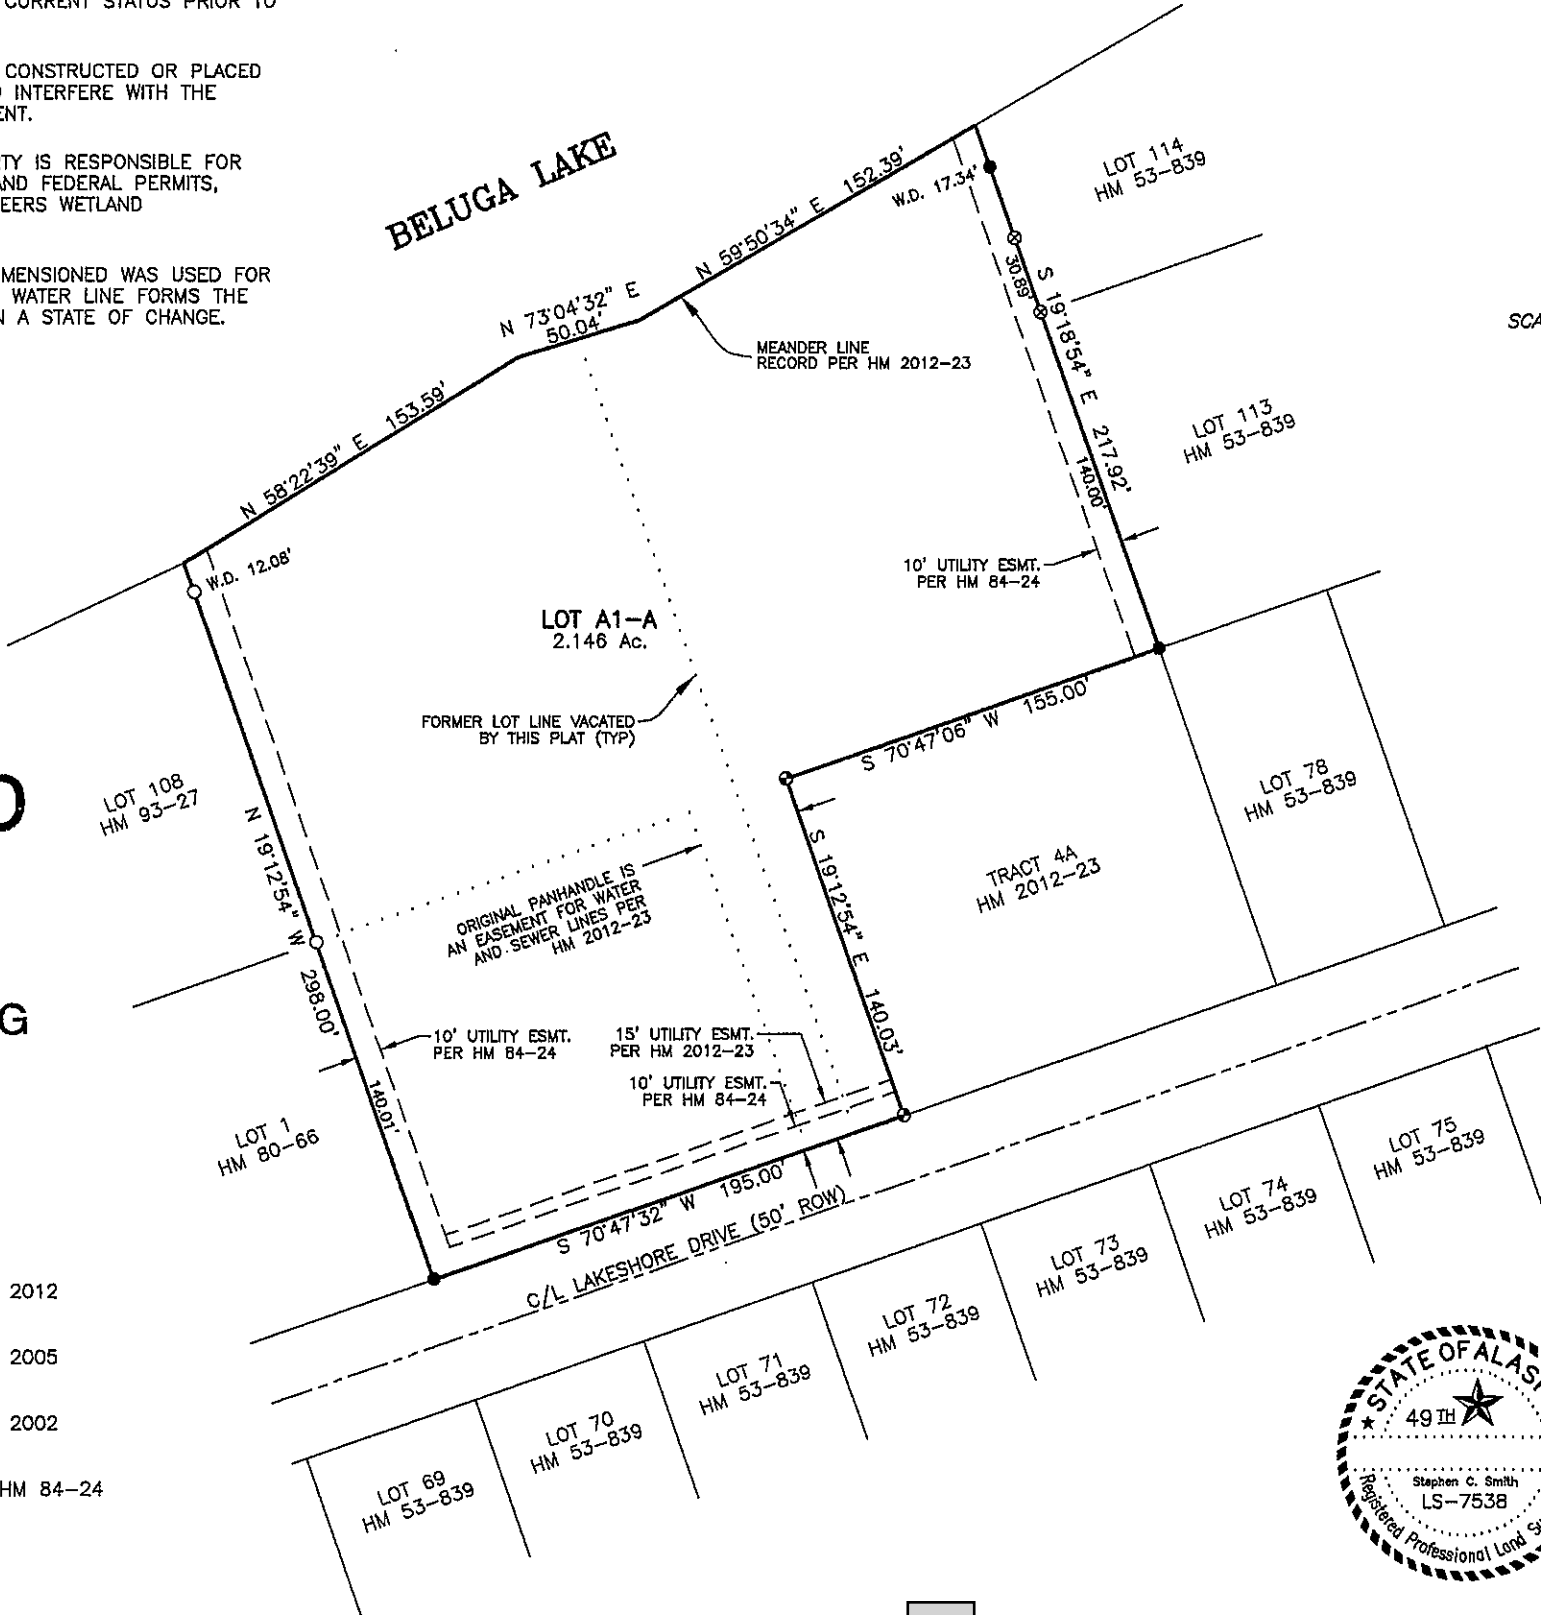 CURRENT STATUS PRIOR TO
CONSTRUCTED OR PLACED
INTERFERE WITH THE
ENT.
TY IS RESPONSIBLE FOR
AND FEDERAL PERMITS,
EERS WETLAND
MENSIONED WAS USED FOR
WATER LINE FORMS THE
N A STATE OF CHANGE.
BELUGA LAKE
N 59°50'34" E 152.39'
W.D. 17.34'
LOT 114
HM 53-839
N 73°04'32" E
50.04'
30.89'
S 19°18'54" E 217.92'
SCA
MEANDER LINE
RECORD PER HM 2012-23
N 58°22'39" E 153.59'
LOT 113
HM 53-839
140.00'
W.D. 12.08'
10' UTILITY ESMT.
PER HM 84-24
LOT A1-A
2.146 Ac.
S 70°47'06" W 155.00'
FORMER LOT LINE VACATED
BY THIS PLAT (TYP)
LOT 108
HM 93-27
LOT 78
HM 53-839
N 19°12'54" W 298.00'
S 19°12'54" E 140.03'
TRACT 4A
HM 2012-23
ORIGINAL PANHANDLE IS
AN EASEMENT FOR WATER
AND SEWER LINES PER
HM 2012-23
G
10' UTILITY ESMT.
PER HM 84-24
15' UTILITY ESMT.
PER HM 2012-23
10' UTILITY ESMT.
PER HM 84-24
140.01'
LOT 1
HM 80-66
S 70°47'32" W 195.00'
C/L LAKESHORE DRIVE (50' ROW)
LOT 75
HM 53-839
LOT 74
HM 53-839
LOT 73
HM 53-839
LOT 72
HM 53-839
LOT 71
HM 53-839
LOT 70
HM 53-839
LOT 69
HM 53-839
2012
2005
2002
HM 84-24
STATE OF ALAS
49 TH
Stephen C. Smith
LS-7538
Registered Professional Land Su